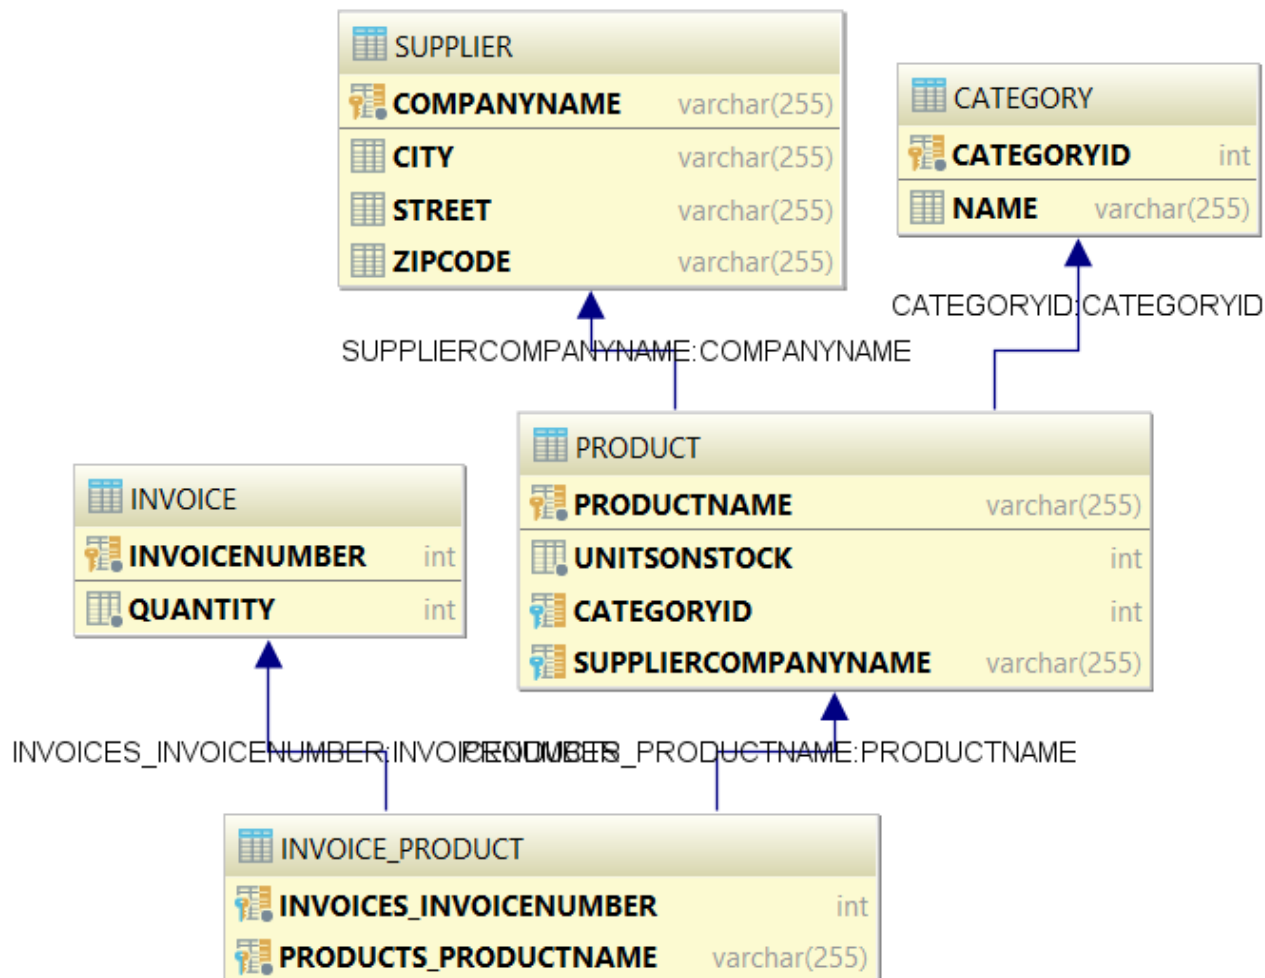 SUPPLIER
COMPANYNAME varchar(255)
CITY varchar(255)
STREET varchar(255)
ZIPCODE varchar(255)
CATEGORY
CATEGORYID int
NAME varchar(255)
CATEGORYID:CATEGORYID
SUPPLIERCOMPANYNAME:COMPANYNAME
PRODUCT
PRODUCTNAME varchar(255)
UNITSONSTOCK int
CATEGORYID int
SUPPLIERCOMPANYNAME varchar(255)
INVOICE
INVOICENUMBER int
QUANTITY int
INVOICES_INVOICENUMBER:INVOICENUMBER
PRODUCTS_PRODUCTNAME:PRODUCTNAME
INVOICE_PRODUCT
INVOICES_INVOICENUMBER int
PRODUCTS_PRODUCTNAME varchar(255)